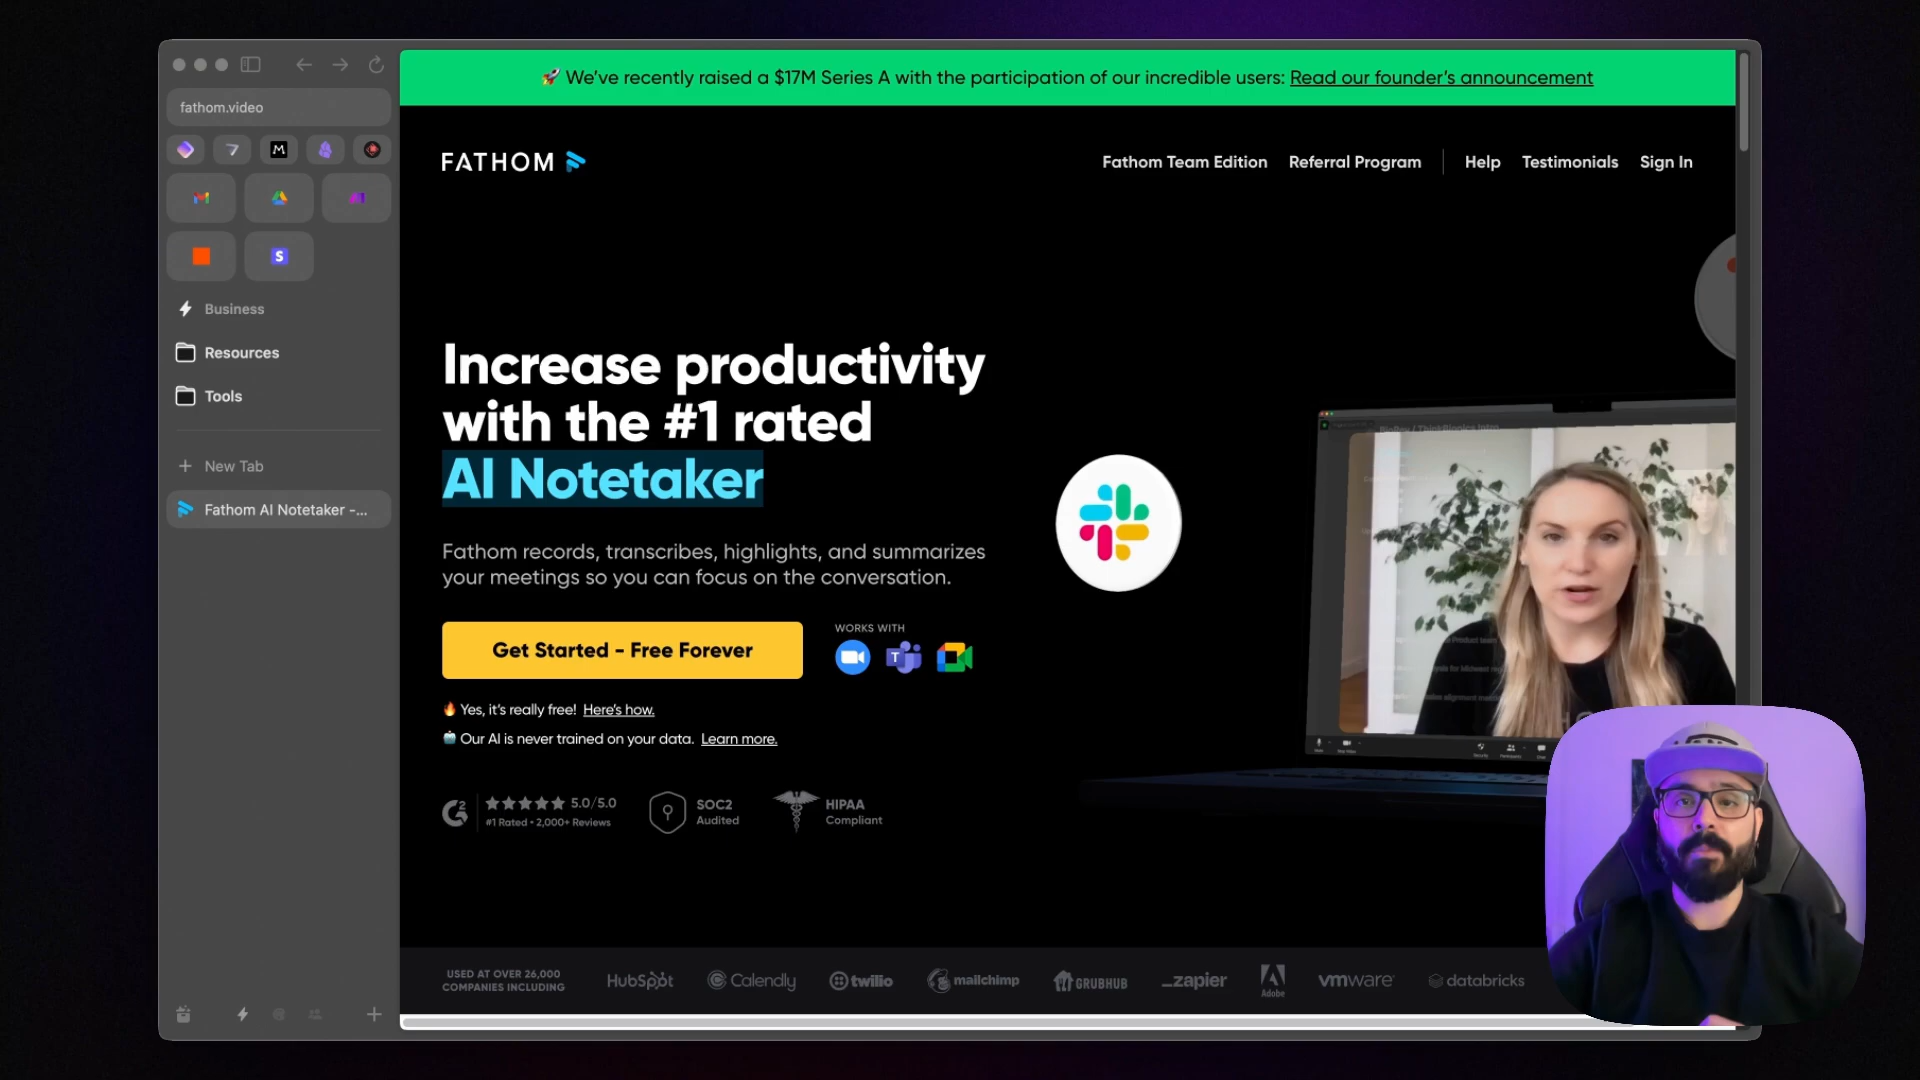 🚀 We've recently raised a $17M Series A with the participation of our incredible users: Read our founder's announcement
fathom.video
M
S
Business
Resources
Tools
New Tab
Fathom AI Notetaker -...
FATHOM
Fathom Team Edition
Referral Program
Help
Testimonials
Sign In
Increase productivity
with the #1 rated
AI Notetaker
Fathom records, transcribes, highlights, and summarizes
your meetings so you can focus on the conversation.
Get Started - Free Forever
WORKS WITH
T
🔥 Yes, it's really free! Here's how.
Our AI is never trained on your data. Learn more.
G2
5.0/5.0
#1 Rated • 2,000+ Reviews
SOC2
Audited
HIPAA
Compliant
USED AT OVER 26,000
COMPANIES INCLUDING
HubSpot
Calendly
twilio
mailchimp
GRUBHUB
_zapier
Adobe
vmware
databricks